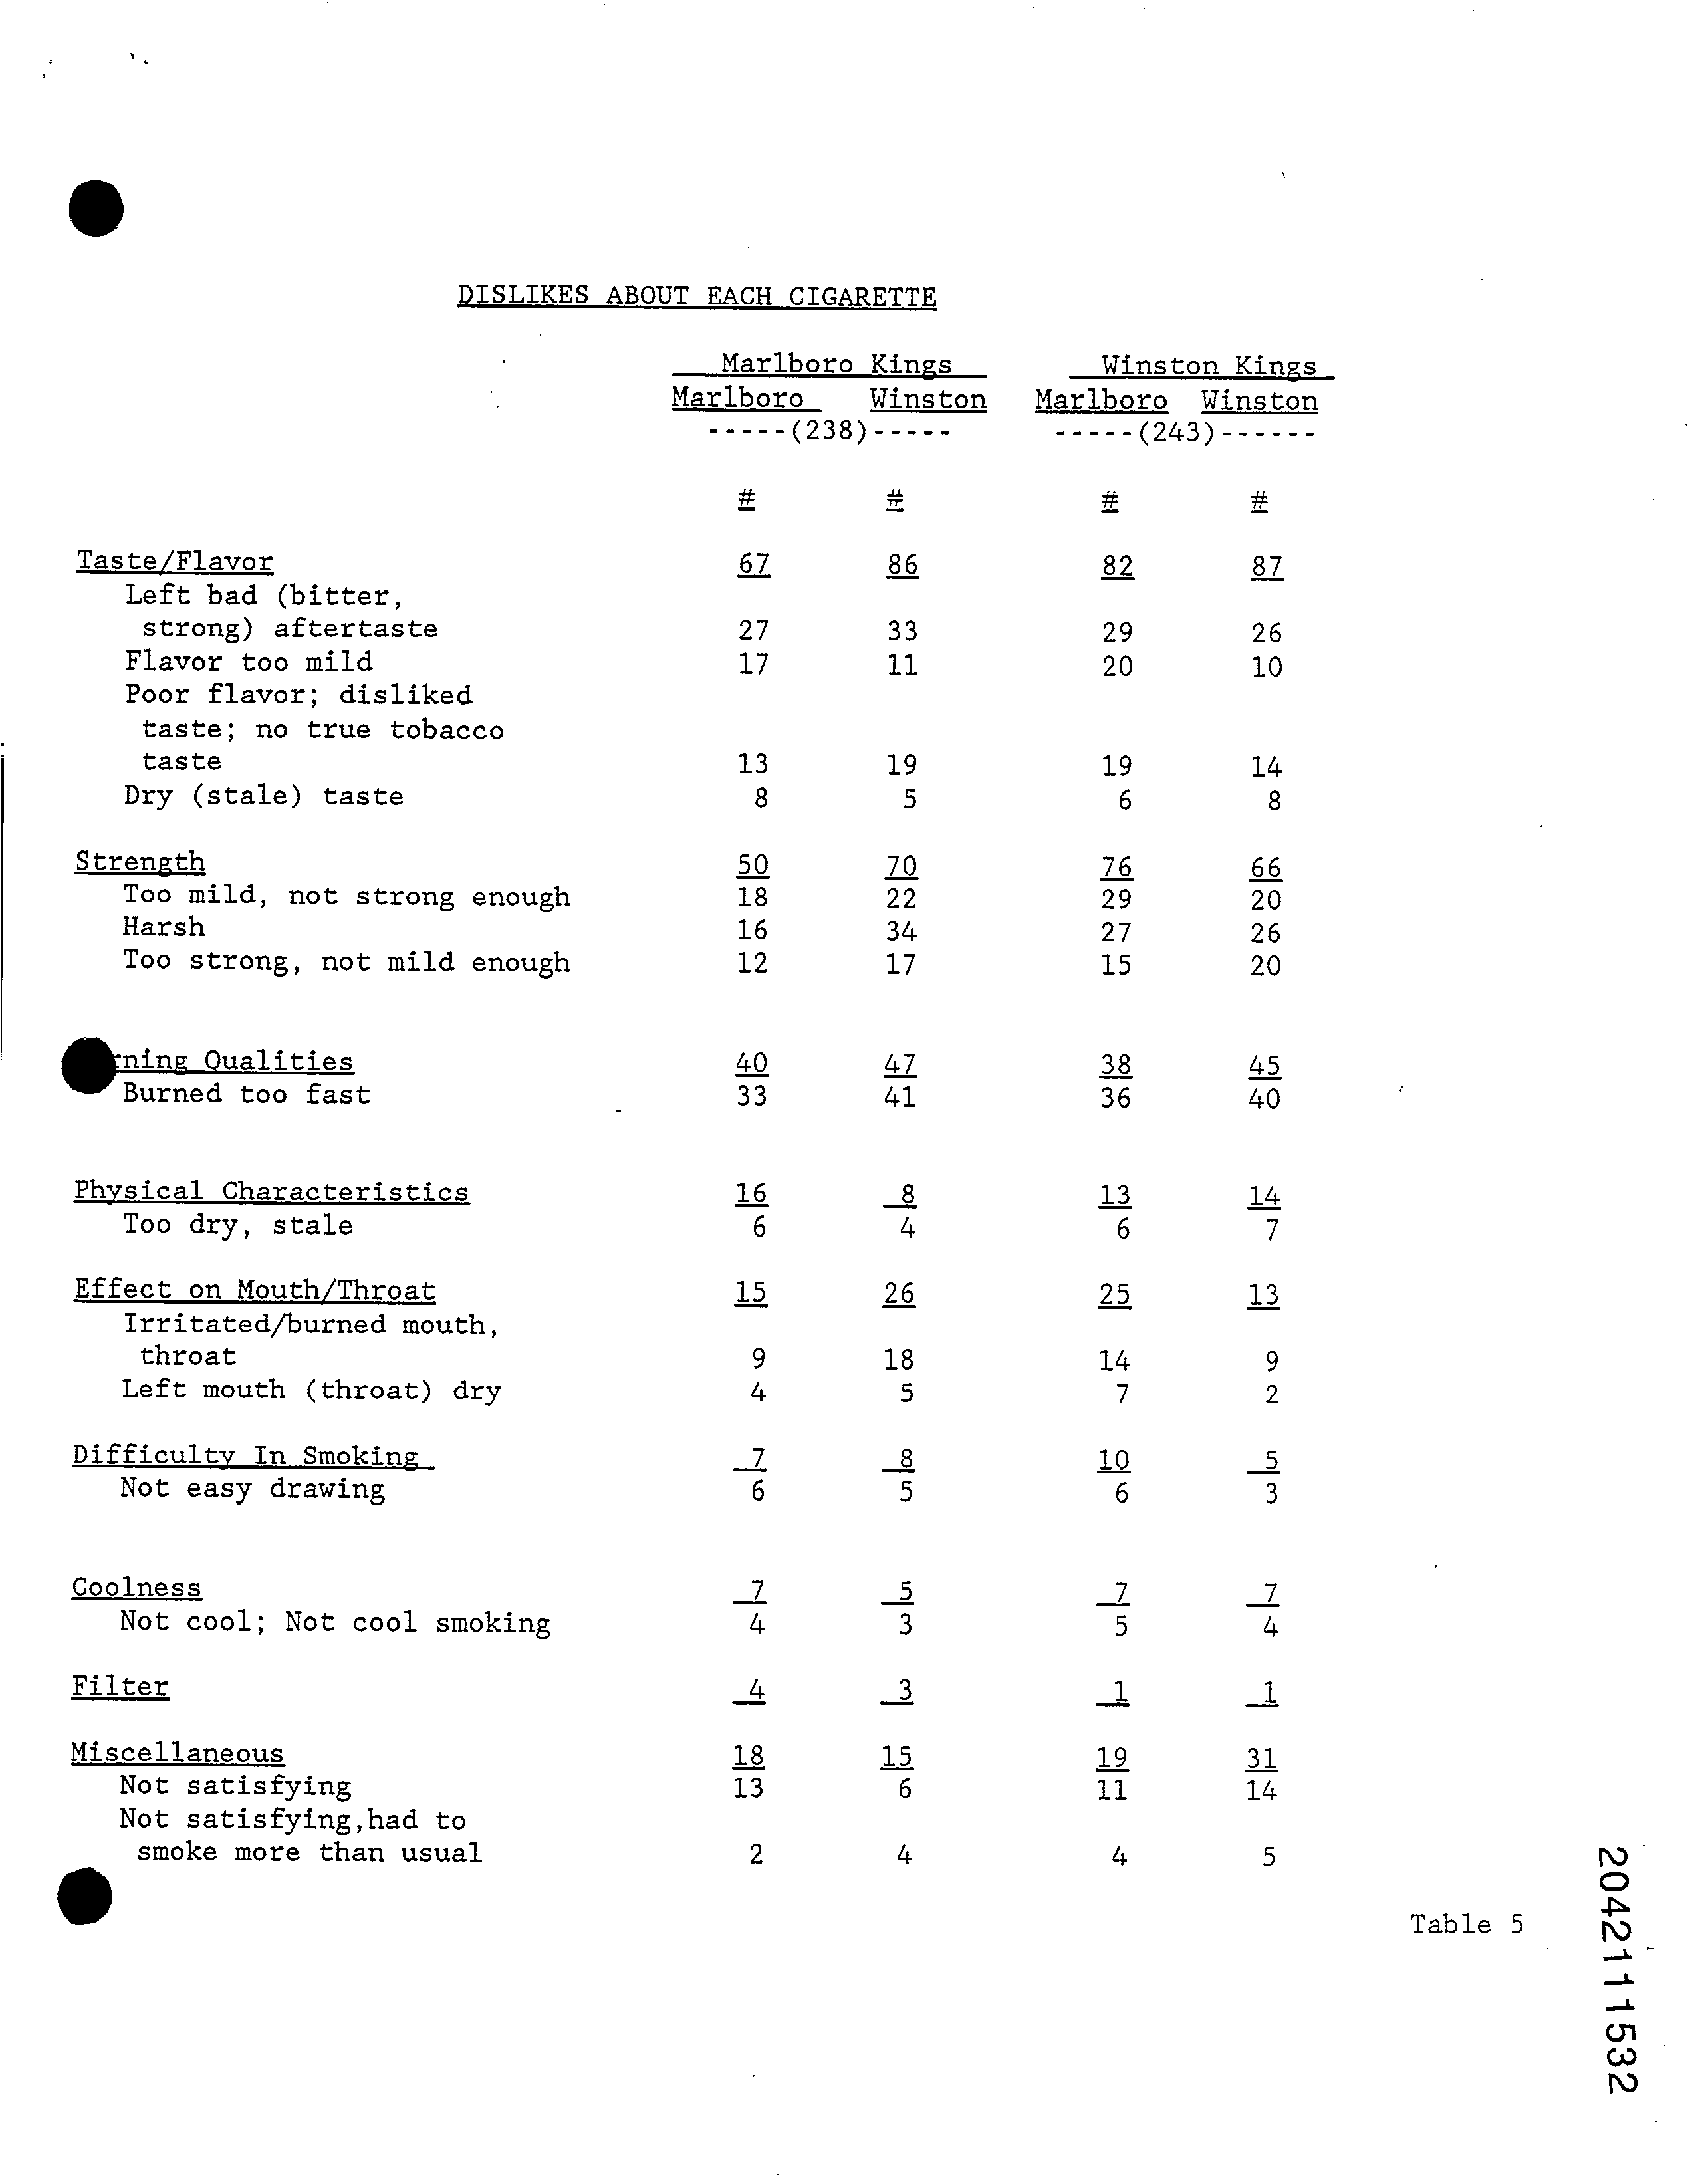 DISLIKES ABOUT EACH CIGARETTE
Marlboro Kings Winston Kings
Marlboro Winston Marlboro Winston
-----(238)----- -----(243)------
# # # #
Taste/Flavor 67 86 82 87
Left bad (bitter,
strong) aftertaste 27 33 29 26
Flavor too mild 17 11 20 10
Poor flavor; disliked
taste; no true tobacco
taste 13 19 19 14
Dry (stale) taste 8 5 6 8
Strength 50 70 76 66
Too mild, not strong enough 18 22 29 20
Harsh 16 34 27 26
Too strong, not mild enough 12 17 15 20
rning Qualities 40 47 38 45
Burned too fast 33 41 36 40
Physical Characteristics 16 8 13 14
Too dry, stale 6 4 6 7
Effect on Mouth/Throat 15 26 25 13
Irritated/burned mouth,
throat 9 18 14 9
Left mouth (throat) dry 4 5 7 2
Difficulty In Smoking 7 8 10 5
Not easy drawing 6 5 6 3
Coolness 7 5 7 7
Not cool; Not cool smoking 4 3 5 4
Filter 4 3 1 1
Miscellaneous 18 15 19 31
Not satisfying 13 6 11 14
Not satisfying,had to
smoke more than usual 2 4 4 5
Table 5
2042111532